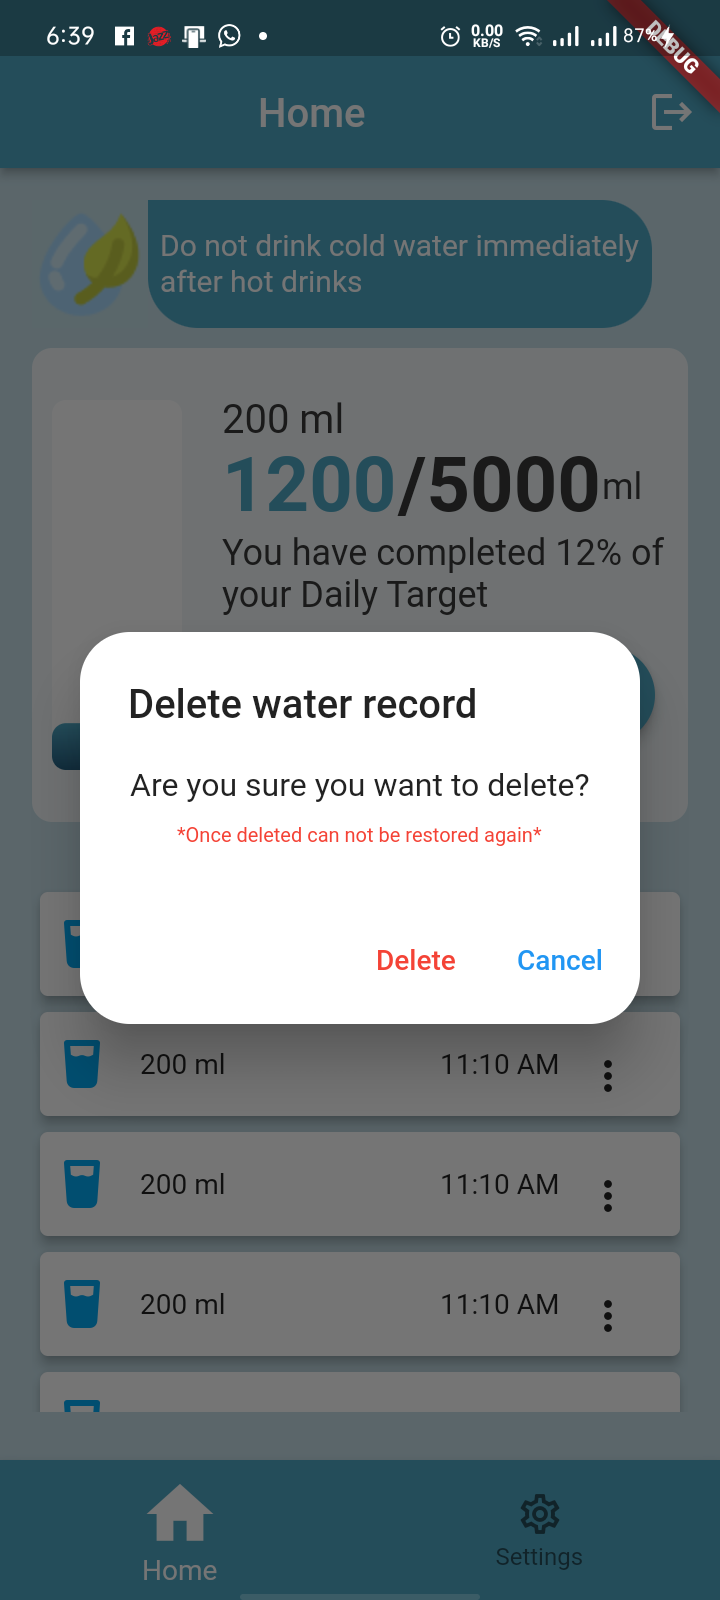 6:39
0.00
KB/S
87%
DEBUG
Home
Do not drink cold water immediately
after hot drinks
200 ml
1200/5000ml
You have completed 12% of
your Daily Target
Delete water record
Are you sure you want to delete?
*Once deleted can not be restored again*
Delete Cancel
200 ml 11:10 AM
200 ml 11:10 AM
200 ml 11:10 AM
Home
Settings